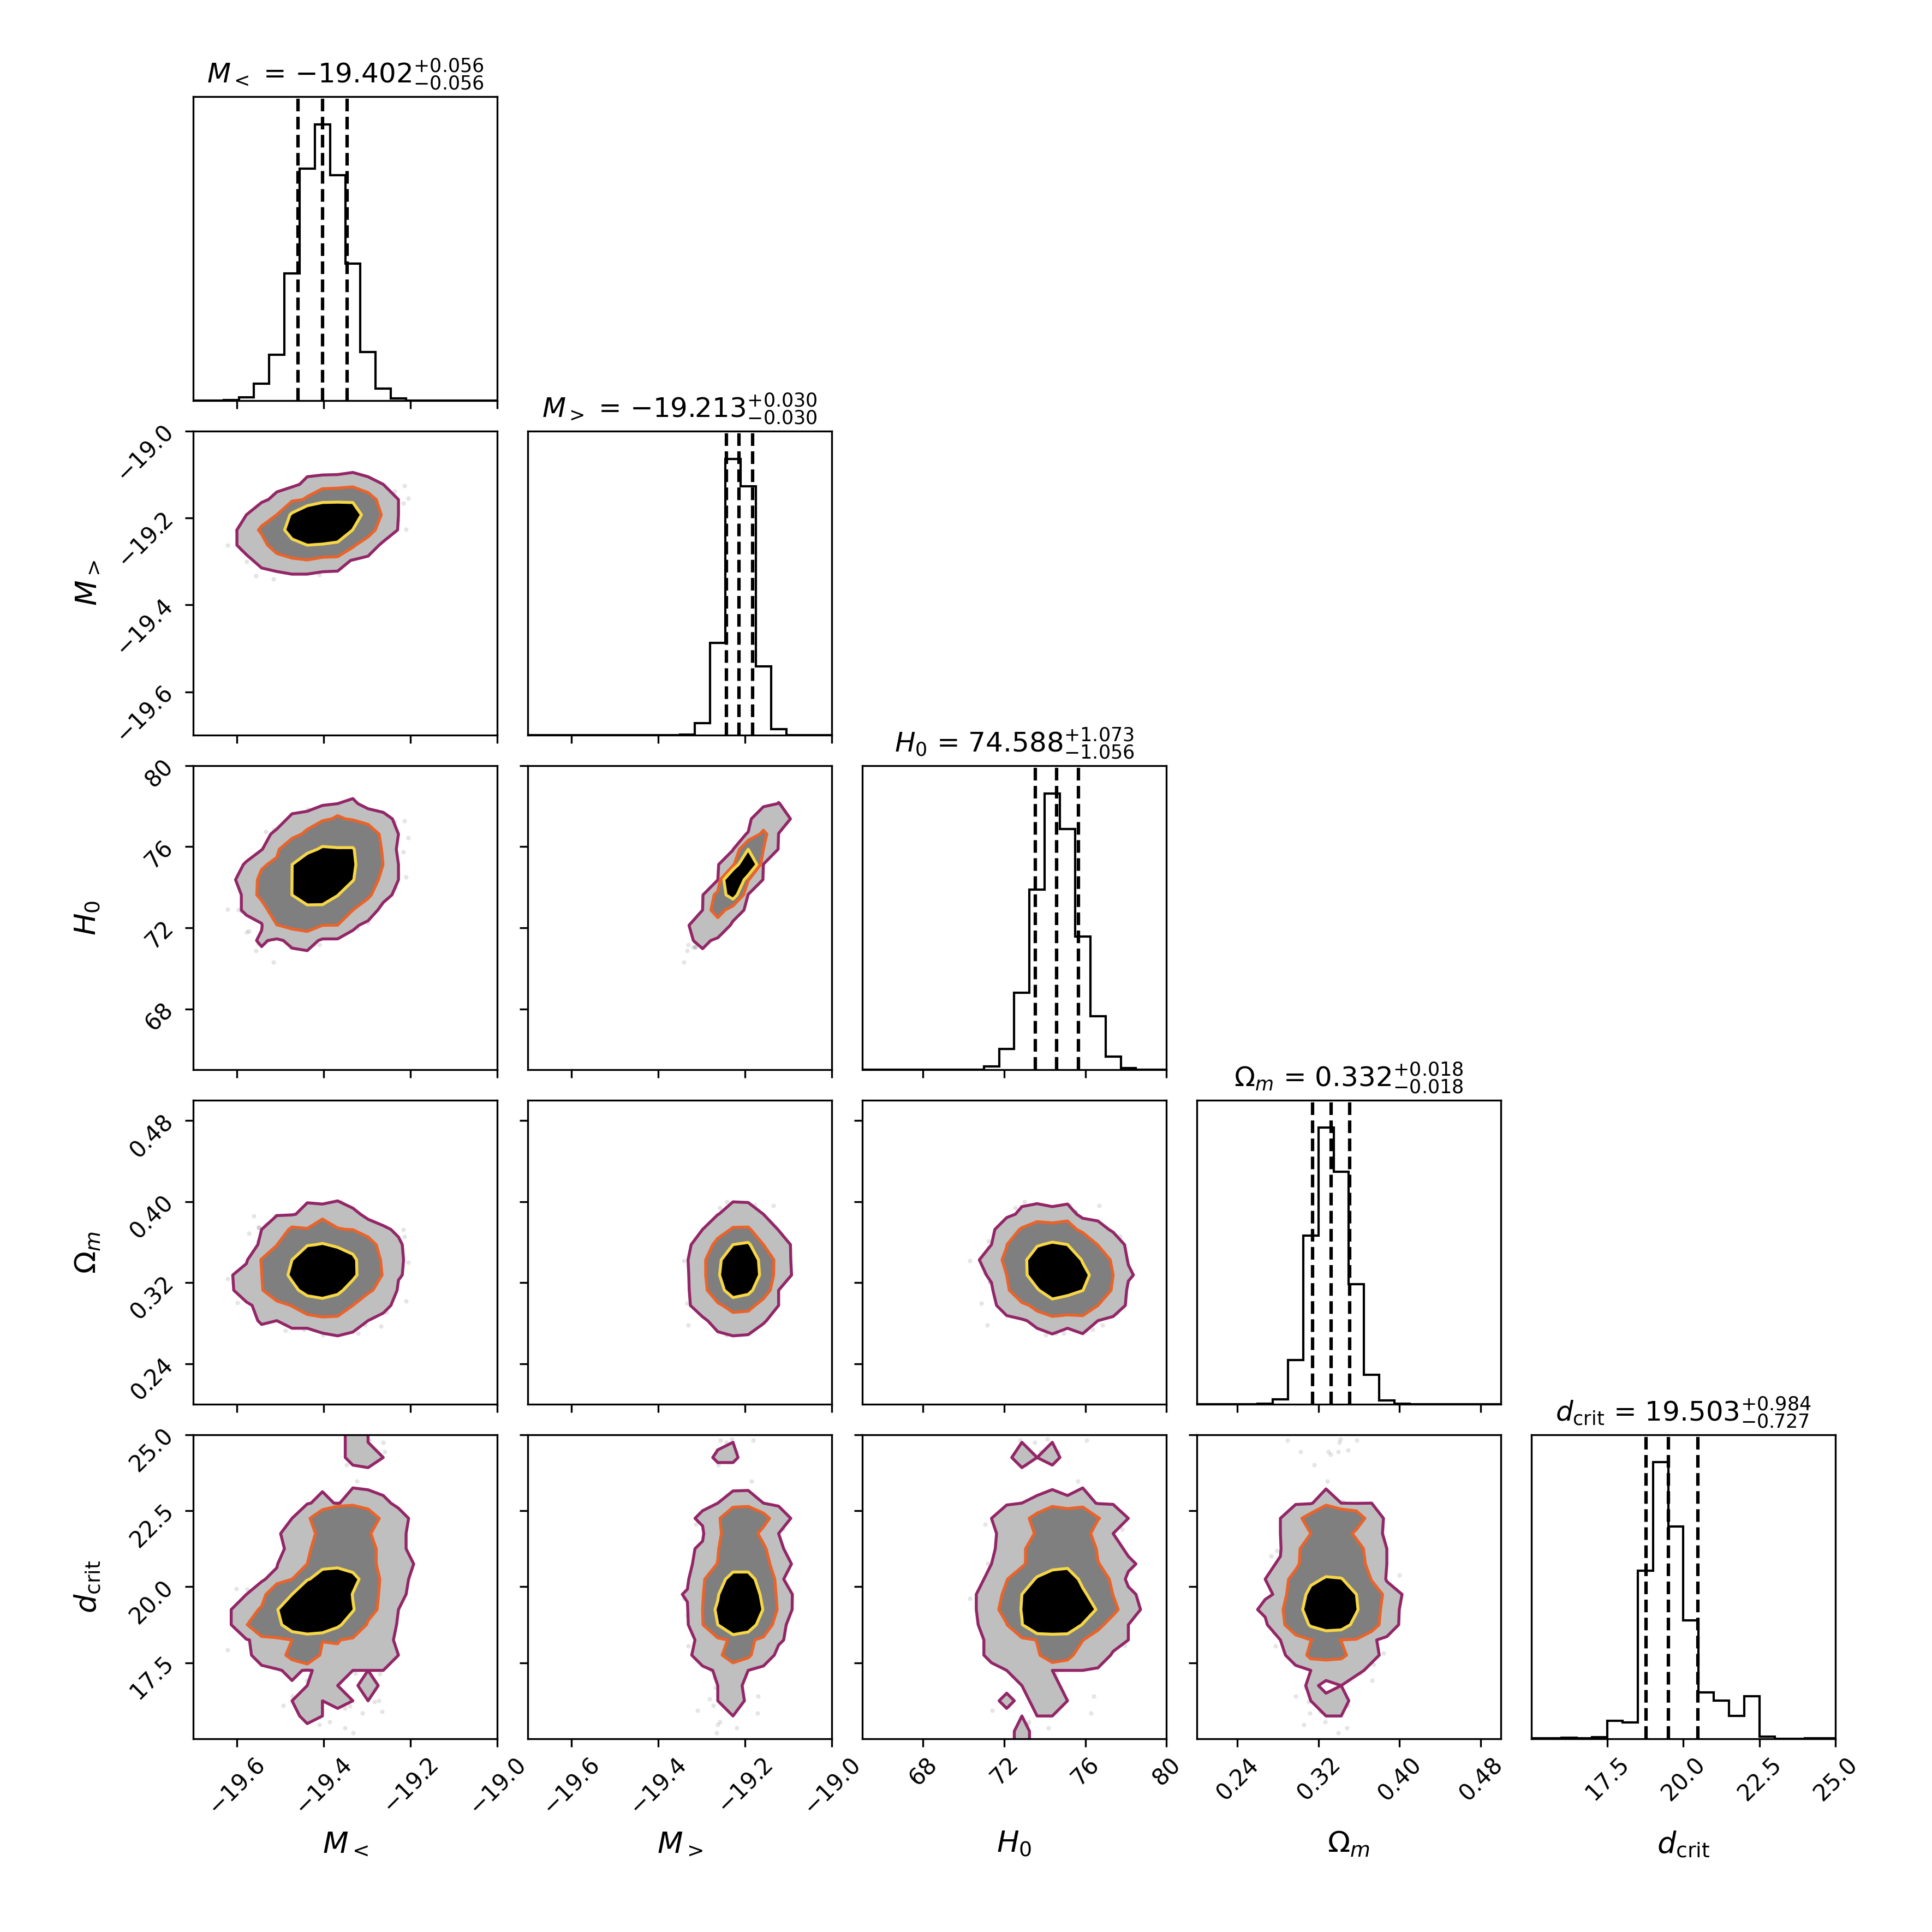 M< = −19.402+0.056 −0.056
M> = −19.213+0.030 −0.030
−19.0
−19.2
−19.4
−19.6
M>
H0 = 74.588+1.073 −1.056
80
76
72
68
H0
Ωm = 0.332+0.018 −0.018
0.48
0.40
0.32
0.24
Ωm
dcrit = 19.503+0.984 −0.727
25.0
22.5
20.0
17.5
dcrit
−19.6 −19.4 −19.2 −19.0 −19.6 −19.4 −19.2 −19.0 68 72 76 80 0.24 0.32 0.40 0.48 17.5 20.0 22.5 25.0
M< M> H0 Ωm dcrit